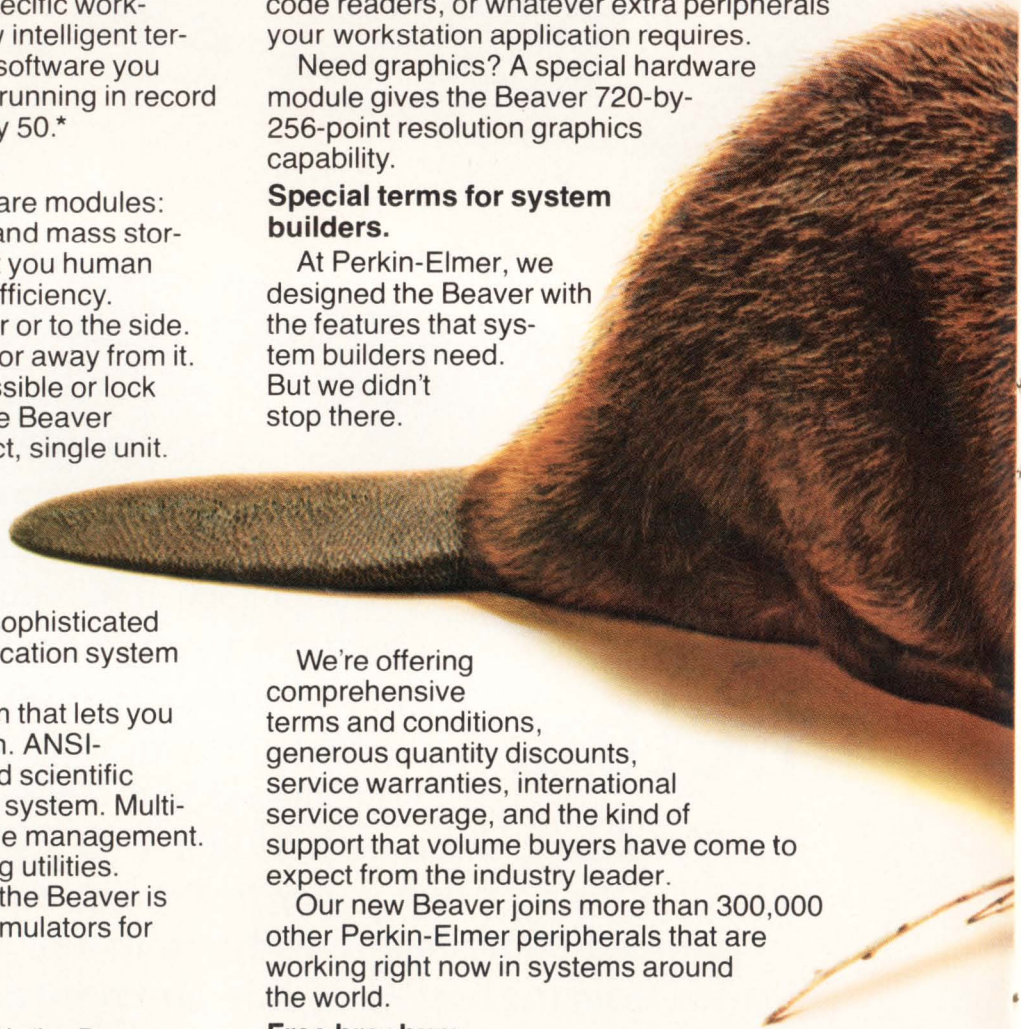 ecific work-
intelligent ter-
software you
running in record
y 50.*
are modules:
and mass stor-
you human
fficiency.
r or to the side.
or away from it.
ssible or lock
e Beaver
ct, single unit.
ophisticated
cation system
n that lets you
n. ANSI-
d scientific
system. Multi-
e management.
g utilities.
the Beaver is
mulators for
code readers, or whatever extra peripherals
your workstation application requires.
Need graphics? A special hardware
module gives the Beaver 720-by-
256-point resolution graphics
capability.
Special terms for system
builders.
At Perkin-Elmer, we
designed the Beaver with
the features that sys-
tem builders need.
But we didn't
stop there.
We're offering
comprehensive
terms and conditions,
generous quantity discounts,
service warranties, international
service coverage, and the kind of
support that volume buyers have come to
expect from the industry leader.
Our new Beaver joins more than 300,000
other Perkin-Elmer peripherals that are
working right now in systems around
the world.